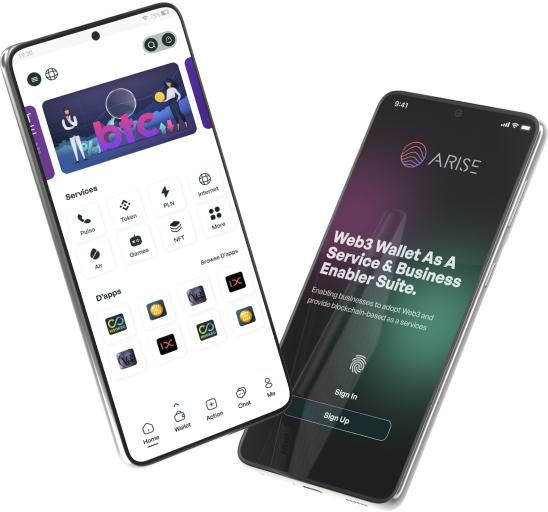 19:30
79%
btc
Services
Pulsa
Token
PLN
Internet
Air
Games
NFT
More
D'apps
Browse D'apps
Home
Wallet
Action
Chat
Me
9:41
ARISE
Web3 Wallet As A
Service & Business
Enabler Suite.
Enabling businesses to adopt Web3 and
provide blockchain-based as a services
Sign In
Sign Up